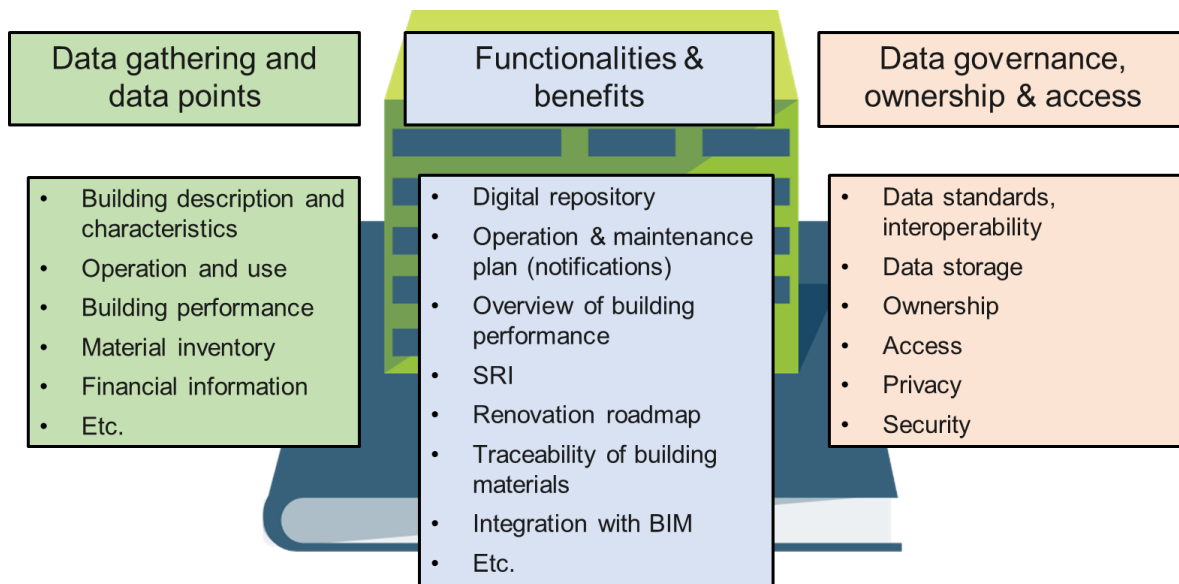 Data gathering and
data points
• Building description and
characteristics
• Operation and use
• Building performance
• Material inventory
• Financial information
• Etc.
Functionalities &
benefits
• Digital repository
• Operation & maintenance
plan (notifications)
• Overview of building
performance
• SRI
• Renovation roadmap
• Traceability of building
materials
• Integration with BIM
• Etc.
Data governance,
ownership & access
• Data standards,
interoperability
• Data storage
• Ownership
• Access
• Privacy
• Security